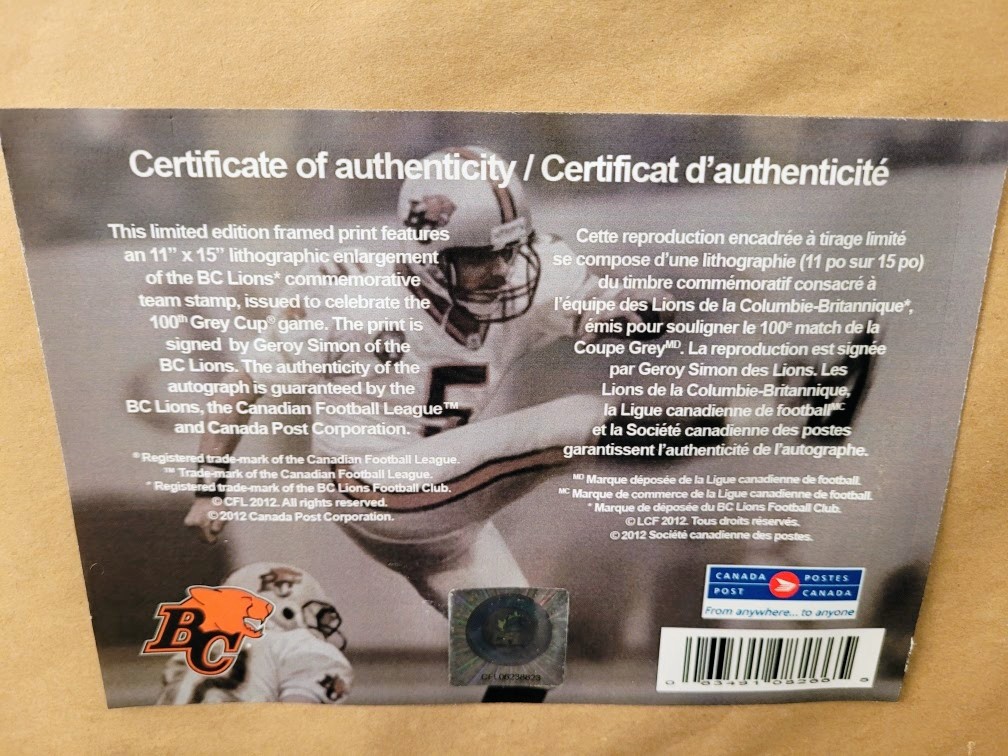 Certificate of authenticity / Certificat d'authenticité
This limited edition framed print features
an 11" x 15" lithographic enlargement
of the BC Lions* commemorative
team stamp, issued to celebrate the
100th Grey Cup® game. The print is
signed by Geroy Simon of the
BC Lions. The authenticity of the
autograph is guaranteed by the
BC Lions, the Canadian Football League™
and Canada Post Corporation.
® Registered trade-mark of the Canadian Football League.
™ Trade-mark of the Canadian Football League.
* Registered trade-mark of the BC Lions Football Club.
© CFL 2012. All rights reserved.
© 2012 Canada Post Corporation.
Cette reproduction encadrée à tirage limité
se compose d'une lithographie (11 po sur 15 po)
du timbre commémoratif consacré à
l'équipe des Lions de la Columbie-Britannique*,
émis pour souligner le 100e match de la
Coupe GreyMD. La reproduction est signée
par Geroy Simon des Lions. Les
Lions de la Columbie-Britannique,
la Ligue canadienne de footballMC
et la Société canadienne des postes
garantissent l'authenticité de l'autographe.
MD Marque déposée de la Ligue canadienne de football.
MC Marque de commerce de la Ligue canadienne de football.
* Marque de déposée du BC Lions Football Club.
© LCF 2012. Tous droits réservés.
© 2012 Société canadienne des postes.
5
BC
CANADA POSTES
POST CANADA
From anywhere... to anyone